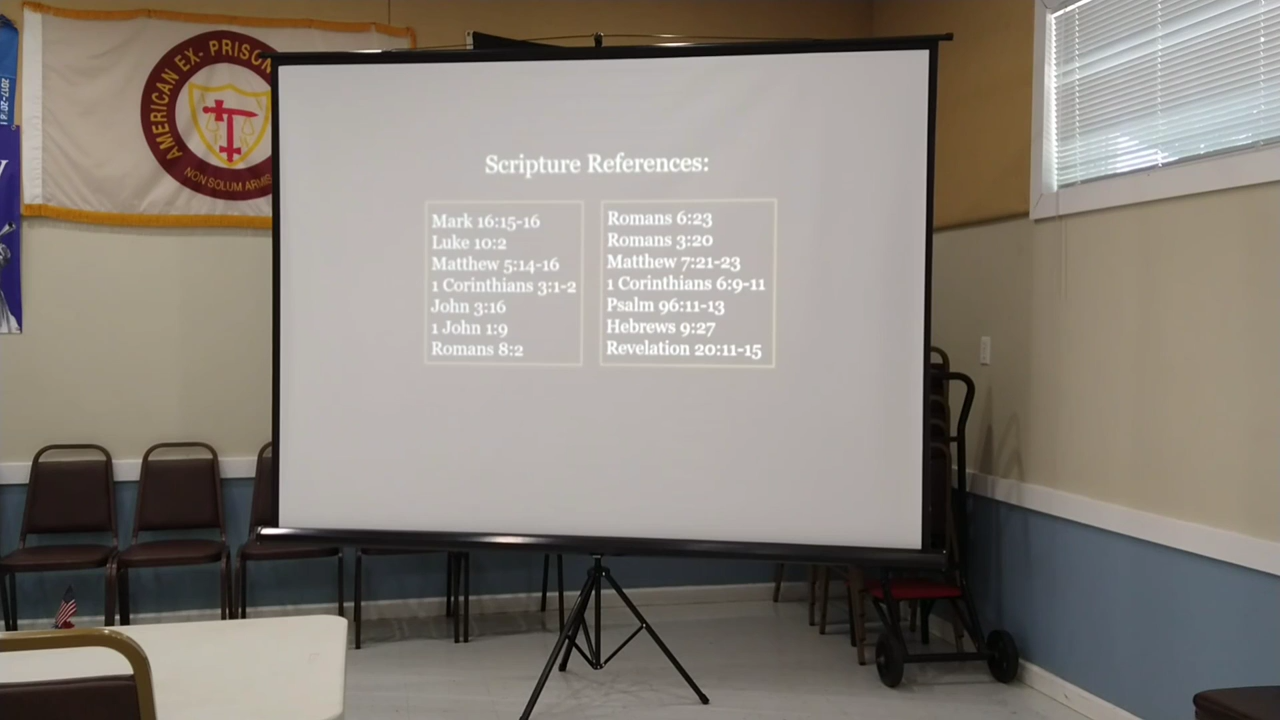 2017-2018
AMERICAN EX-PRISON
NON SOLUM ARMIS
Scripture References:
Mark 16:15-16
Luke 10:2
Matthew 5:14-16
1 Corinthians 3:1-2
John 3:16
1 John 1:9
Romans 8:2
Romans 6:23
Romans 3:20
Matthew 7:21-23
1 Corinthians 6:9-11
Psalm 96:11-13
Hebrews 9:27
Revelation 20:11-15